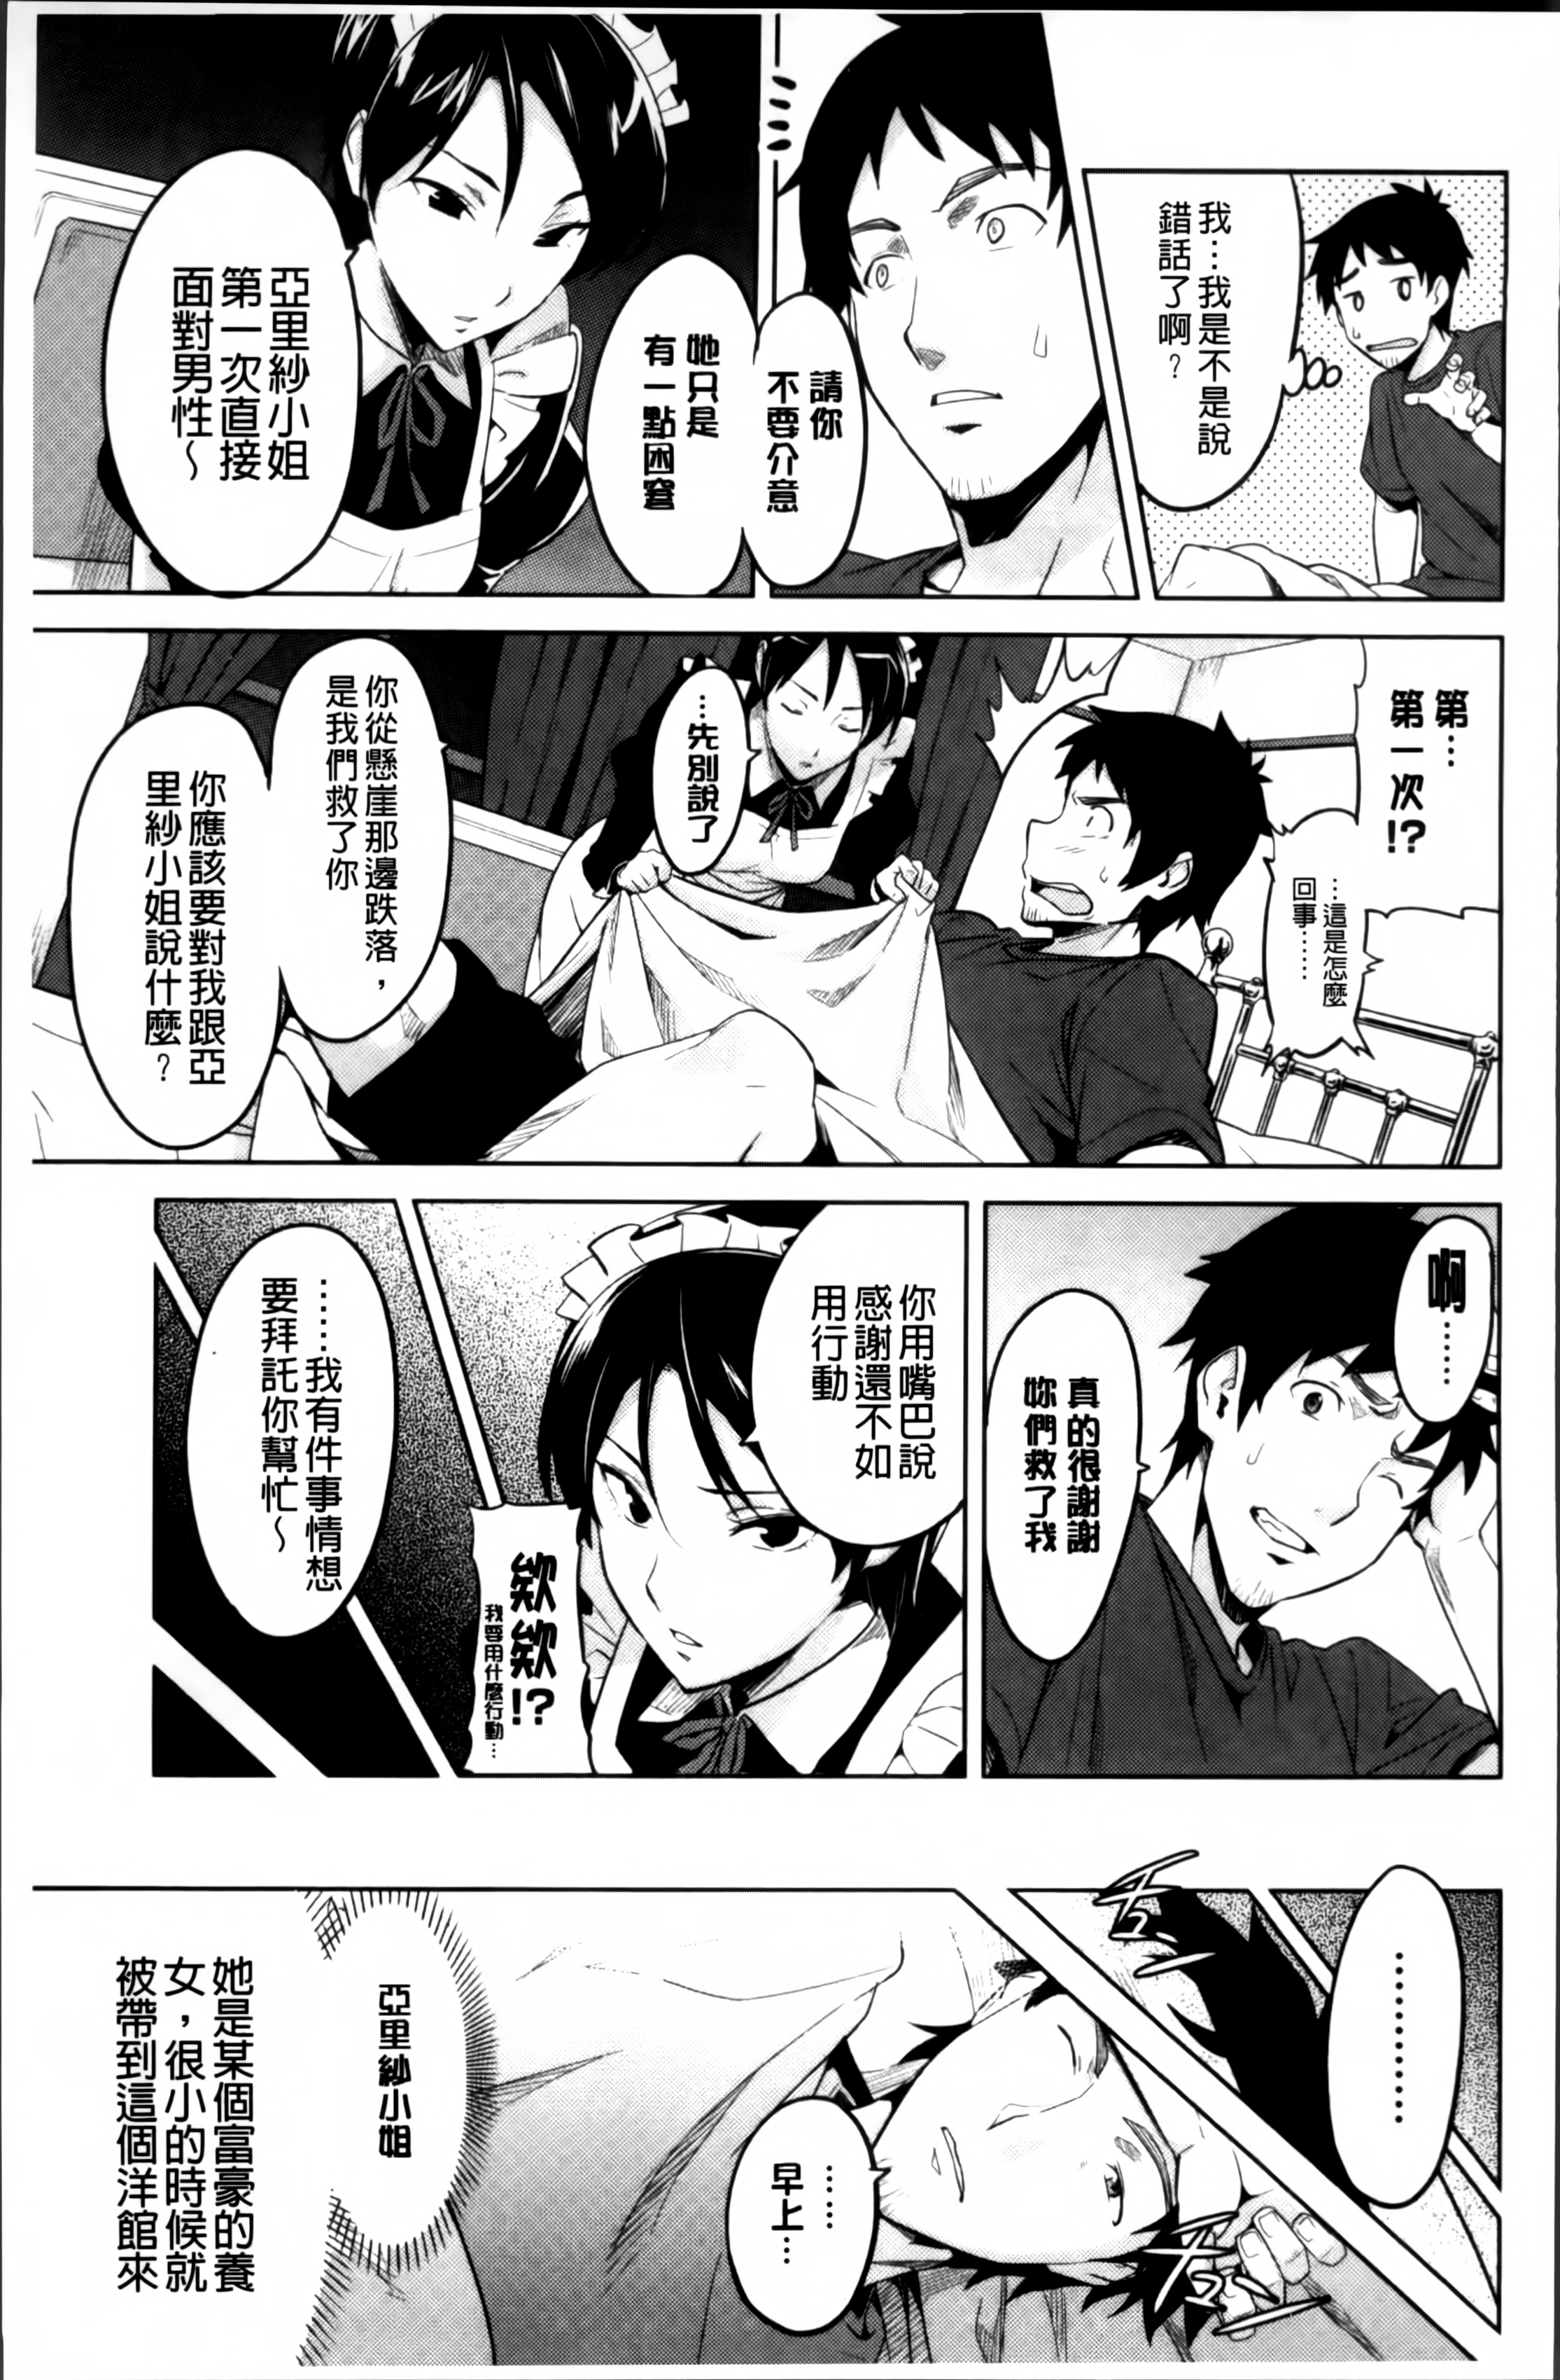 我…我是不是說
錯話了啊？
請你
不要介意
她只是
有一點困窘
亞里紗小姐
第一次直接
面對男性～
第…
第一次!?
…這是怎麼
回事……
…先別說了
你從懸崖那邊跌落，
是我們救了你
你應該要對我跟亞
里紗小姐說什麼？
啊……
真的很謝謝
妳們救了我
你用嘴巴說
感謝還不如
用行動
欸欸!?
我要用什麼行動…
……我有件事情想
要拜託你幫忙～
…………
チュン
チュン
……
早上…
亞里紗小姐
她是某個富豪的養
女，很小的時候就
被帶到這個洋館來